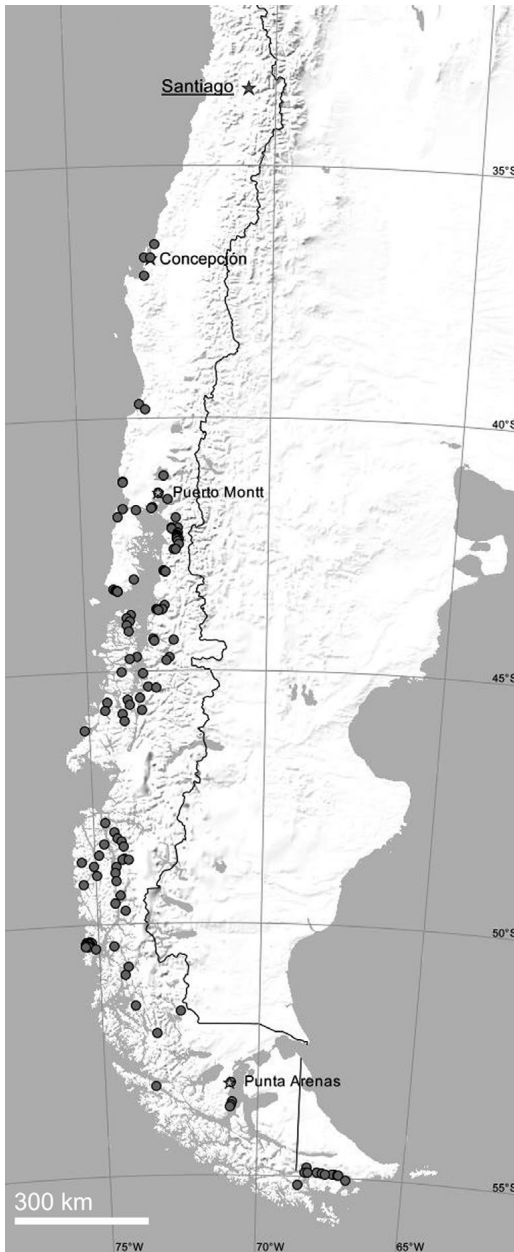 Santiago
35°S
Concepción
40°S
Puerto Montt
45°S
50°S
Punta Arenas
300 km
55°S
75°W
70°W
65°W